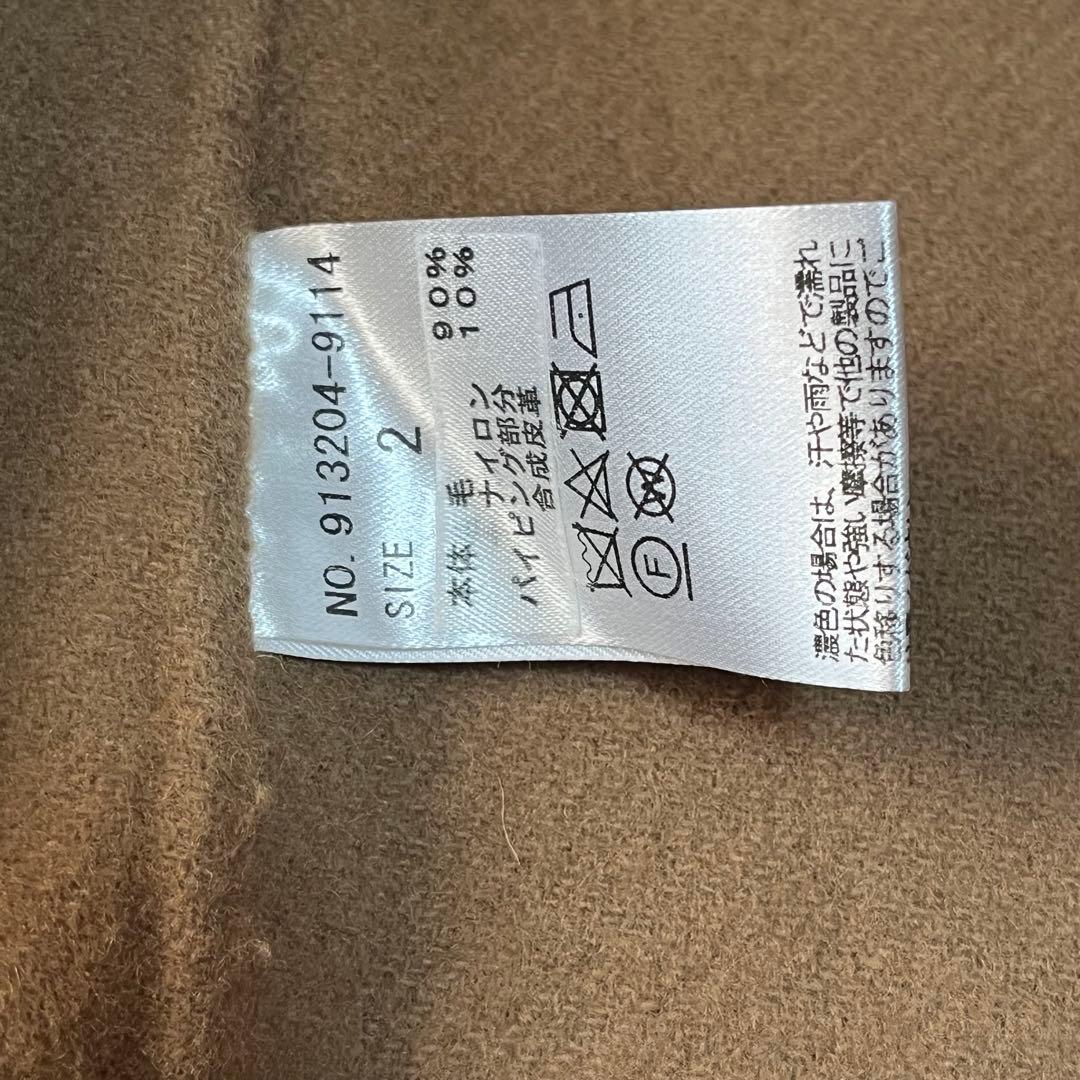 NO. 913204-9114
SIZE 2
本体 毛 90%
ナイロン 10%
パイピング部分
合成皮革
F
W
濃色の場合は、汗や雨などで濡れ
た状態や強い摩擦等で他の製品に
色移りする場合がありますのでご